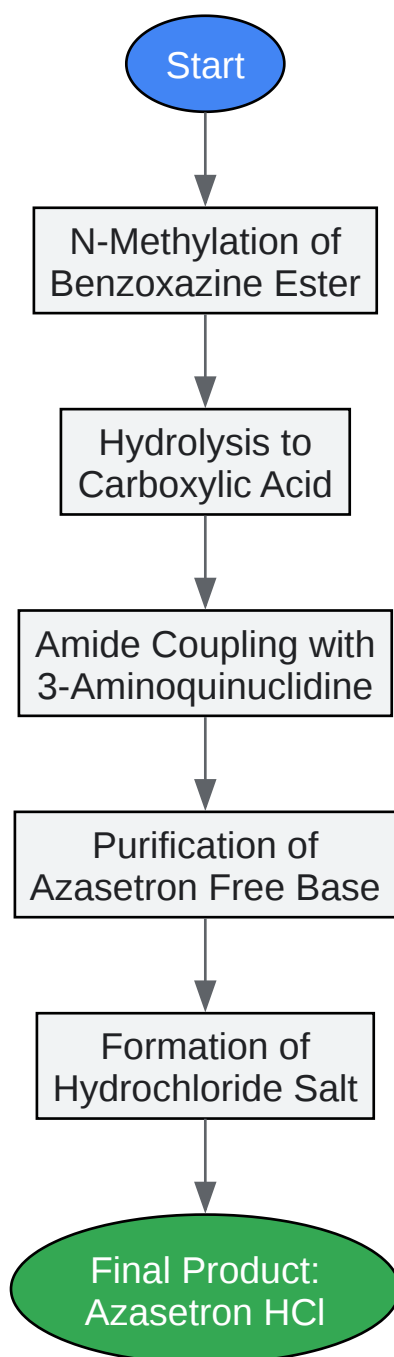 Start
N-Methylation of
Benzoxazine Ester
Hydrolysis to
Carboxylic Acid
Amide Coupling with
3-Aminoquinuclidine
Purification of
Azasetron Free Base
Formation of
Hydrochloride Salt
Final Product:
Azasetron HCl